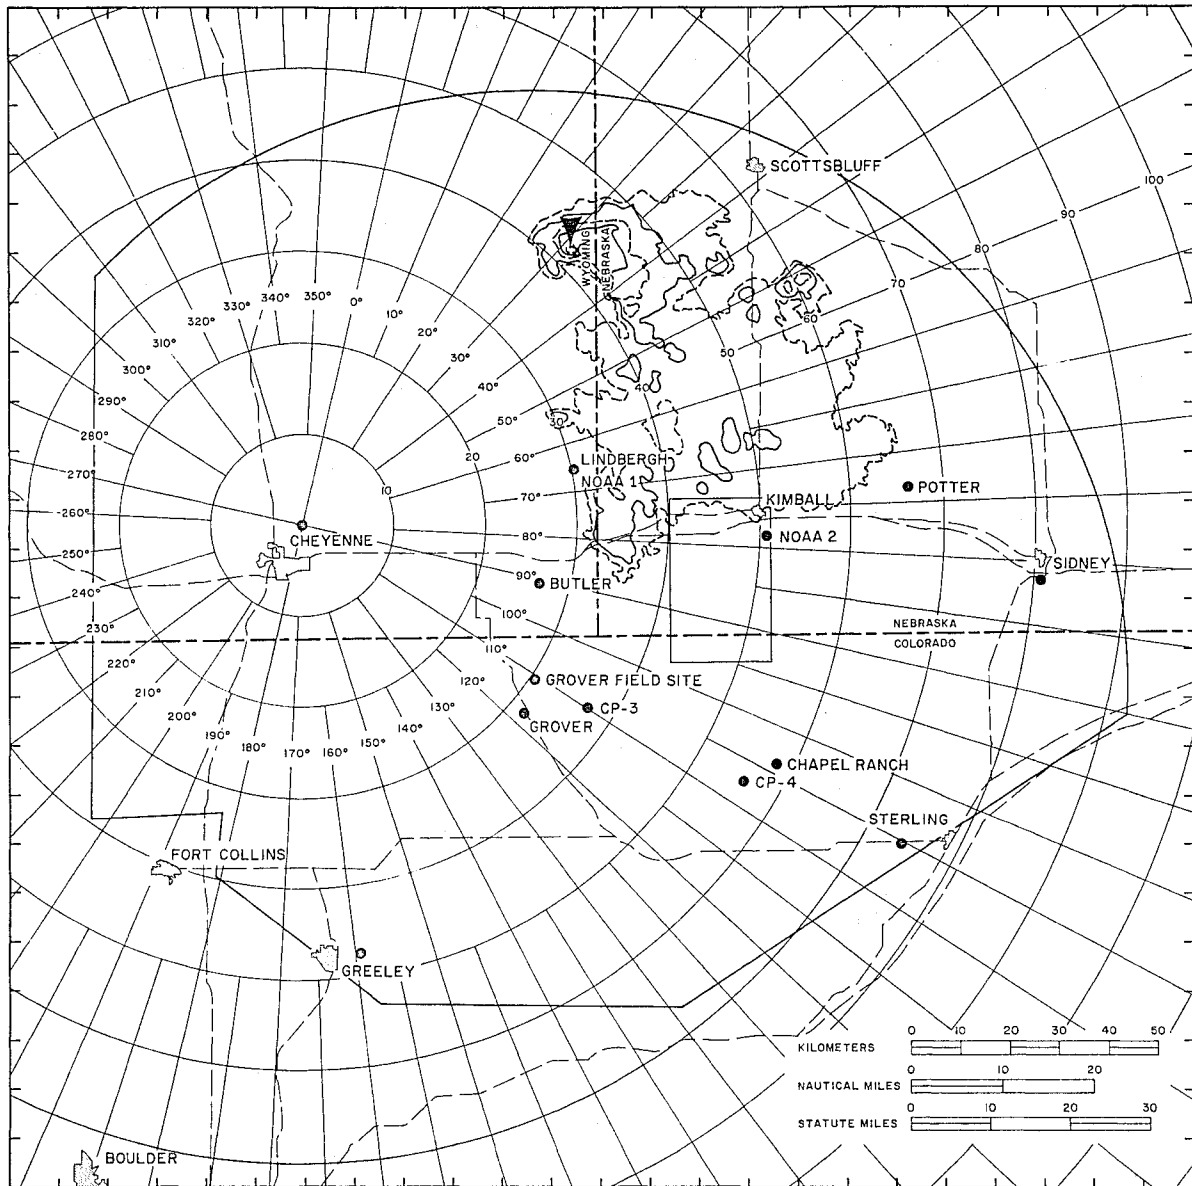 SCOTTSBLUFF
100
90
80
70
60
50
40
30
20
10
WYOMING
NEBRASKA
350°
0°
10°
20°
30°
40°
50°
60°
70°
80°
90°
100°
110°
120°
130°
140°
150°
160°
170°
180°
190°
200°
210°
220°
230°
240°
250°
260°
270°
280°
290°
300°
310°
320°
330°
340°
LINDBERGH
NOAA 1
KIMBALL
POTTER
CHEYENNE
NOAA 2
BUTLER
SIDNEY
NEBRASKA
COLORADO
GROVER FIELD SITE
CP-3
GROVER
CHAPEL RANCH
CP-4
STERLING
FORT COLLINS
GREELEY
BOULDER
0 10 20 30 40 50
KILOMETERS
0 10 20
NAUTICAL MILES
0 10 20 30
STATUTE MILES